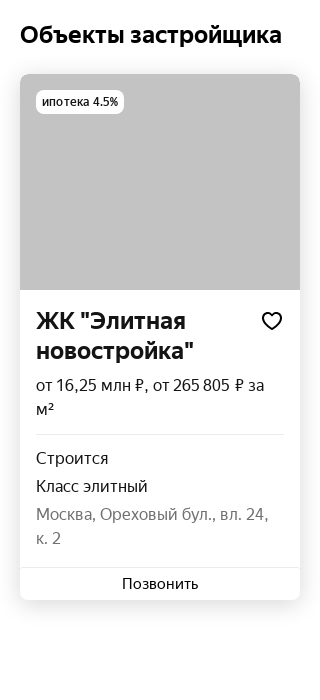 Объекты застройщика
ипотека 4.5%
ЖК "Элитная
новостройка"
от 16,25 млн ₽, от 265 805 ₽ за
м²
Строится
Класс элитный
Москва, Ореховый бул., вл. 24,
к. 2
Позвонить